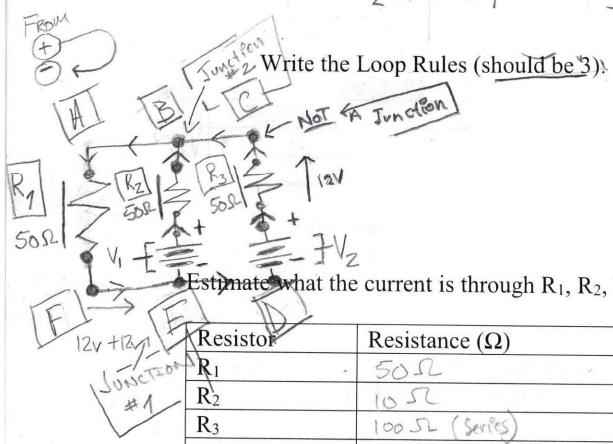 FROM
+
−
Junction #2
Write the Loop Rules (should be 3):
A
B
C
NOT A Junction
R1
50Ω
R2
50Ω
R3
50Ω
12V
+
+
V1
-
-
V2
Estimate what the current is through R1, R2,
F
E
D
12V +12V
JUNCTION #1
Resistor Resistance (Ω)
R1 50Ω
R2 10Ω
R3 100Ω (Series)